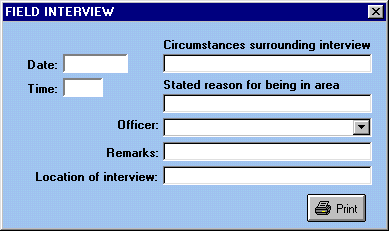 FIELD INTERVIEW
Circumstances surrounding interview
Date:
Time:
Stated reason for being in area
Officer:
Remarks:
Location of interview:
Print